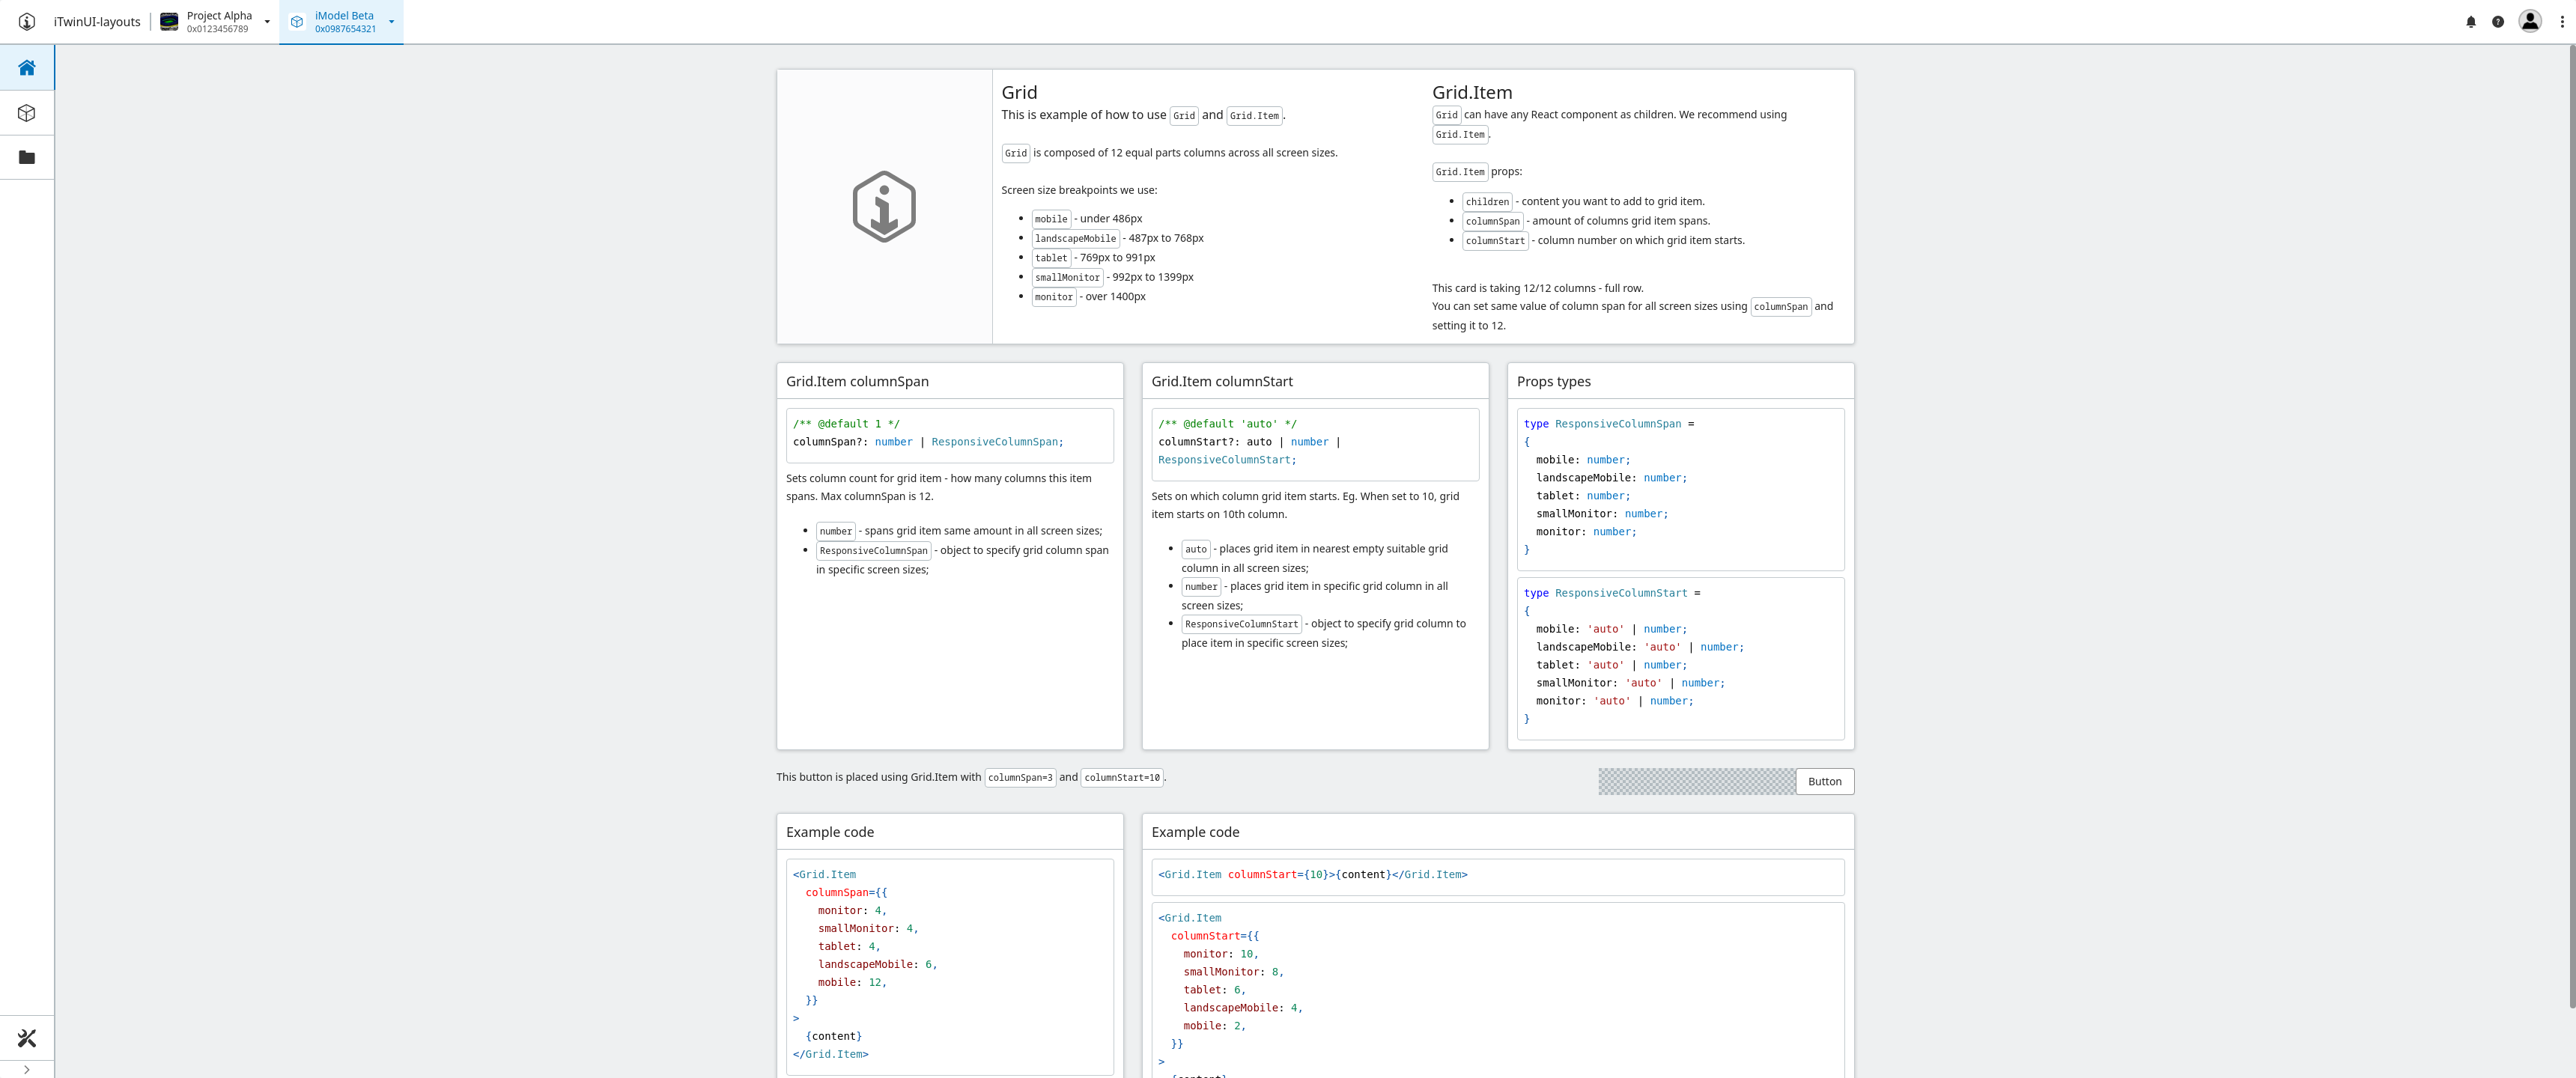 iTwinUI-layouts
Project Alpha
0x0123456789
iModel Beta
0x0987654321
Grid
This is example of how to use Grid and Grid.Item.
Grid is composed of 12 equal parts columns across all screen sizes.
Screen size breakpoints we use:
mobile - under 486px
landscapeMobile - 487px to 768px
tablet - 769px to 991px
smallMonitor - 992px to 1399px
monitor - over 1400px
Grid.Item
Grid can have any React component as children. We recommend using
Grid.Item.
Grid.Item props:
children - content you want to add to grid item.
columnSpan - amount of columns grid item spans.
columnStart - column number on which grid item starts.
This card is taking 12/12 columns - full row.
You can set same value of column span for all screen sizes using columnSpan and
setting it to 12.
Grid.Item columnSpan
/** @default 1 */
columnSpan?: number | ResponsiveColumnSpan;
Sets column count for grid item - how many columns this item
spans. Max columnSpan is 12.
number - spans grid item same amount in all screen sizes;
ResponsiveColumnSpan - object to specify grid column span
in specific screen sizes;
Grid.Item columnStart
/** @default 'auto' */
columnStart?: auto | number |
ResponsiveColumnStart;
Sets on which column grid item starts. Eg. When set to 10, grid
item starts on 10th column.
auto - places grid item in nearest empty suitable grid
column in all screen sizes;
number - places grid item in specific grid column in all
screen sizes;
ResponsiveColumnStart - object to specify grid column to
place item in specific screen sizes;
Props types
type ResponsiveColumnSpan =
{
mobile: number;
landscapeMobile: number;
tablet: number;
smallMonitor: number;
monitor: number;
}
type ResponsiveColumnStart =
{
mobile: 'auto' | number;
landscapeMobile: 'auto' | number;
tablet: 'auto' | number;
smallMonitor: 'auto' | number;
monitor: 'auto' | number;
}
This button is placed using Grid.Item with columnSpan=3 and columnStart=10.
Button
Example code
<Grid.Item
columnSpan={{
monitor: 4,
smallMonitor: 4,
tablet: 4,
landscapeMobile: 6,
mobile: 12,
}}
>
{content}
</Grid.Item>
Example code
<Grid.Item columnStart={10}>{content}</Grid.Item>
<Grid.Item
columnStart={{
monitor: 10,
smallMonitor: 8,
tablet: 6,
landscapeMobile: 4,
mobile: 2,
}}
>